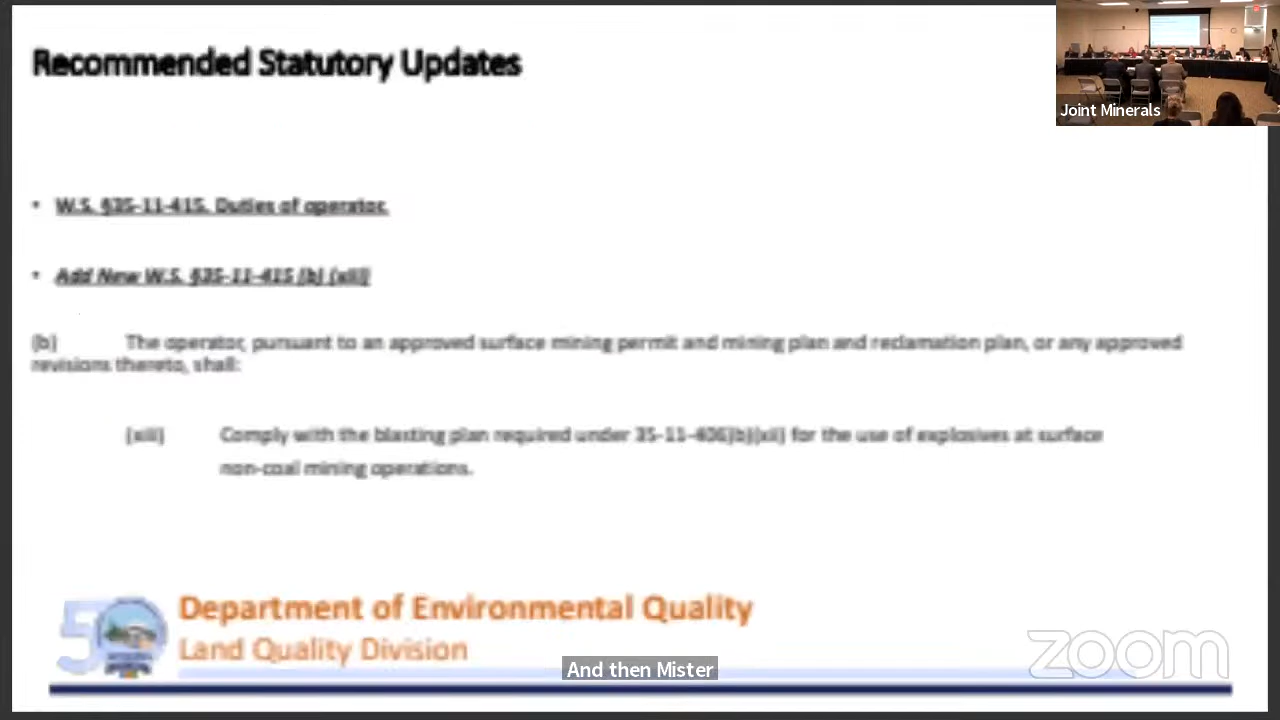 Recommended Statutory Updates
Joint Minerals
• W.S. §35-11-415. Duties of operator.
• Add New W.S. §35-11-415 (b) (xiii)
(b) The operator, pursuant to an approved surface mining permit and mining plan and reclamation plan, or any approved
revisions thereto, shall:
(xiii) Comply with the blasting plan required under 35-11-406(b)(xii) for the use of explosives at surface
non-coal mining operations.
Department of Environmental Quality
Land Quality Division
And then Mister
zoom